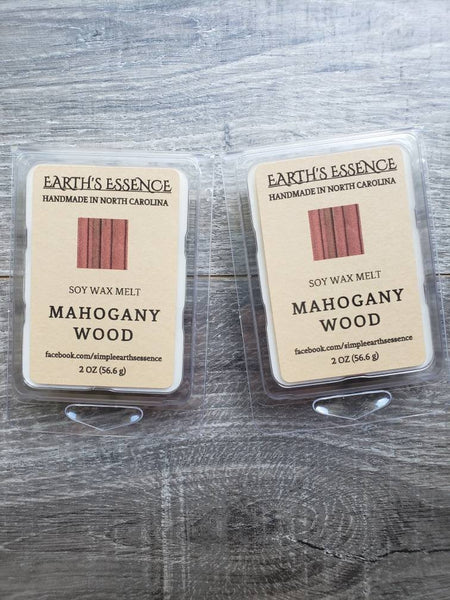 EARTH'S ESSENCE
HANDMADE IN NORTH CAROLINA
SOY WAX MELT
MAHOGANY
WOOD
facebook.com/simpleearthsessence
2 OZ (56.6 g)
EARTH'S ESSENCE
HANDMADE IN NORTH CAROLINA
SOY WAX MELT
MAHOGANY
WOOD
facebook.com/simpleearthsessence
2 OZ (56.6 g)